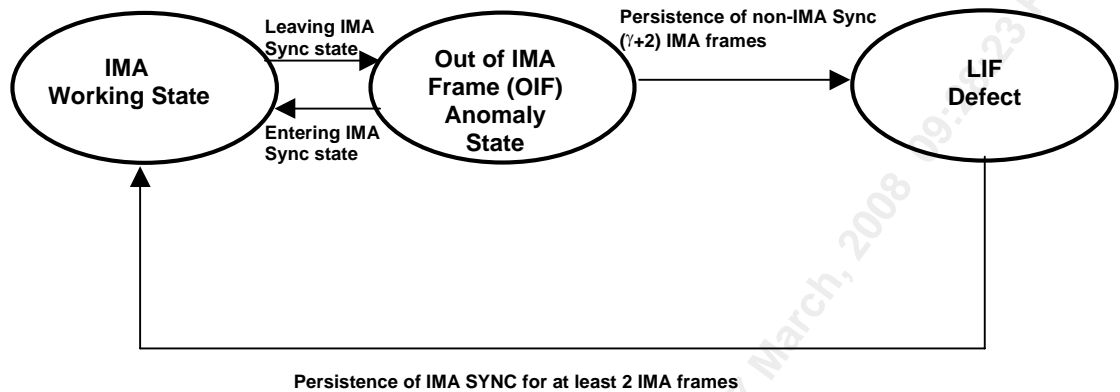 Leaving IMA
Sync state
Persistence of non-IMA Sync
(γ+2) IMA frames
IMA
Working State
Out of IMA
Frame (OIF)
Anomaly
State
LIF
Defect
Entering IMA
Sync state
Persistence of IMA SYNC for at least 2 IMA frames
March, 2008